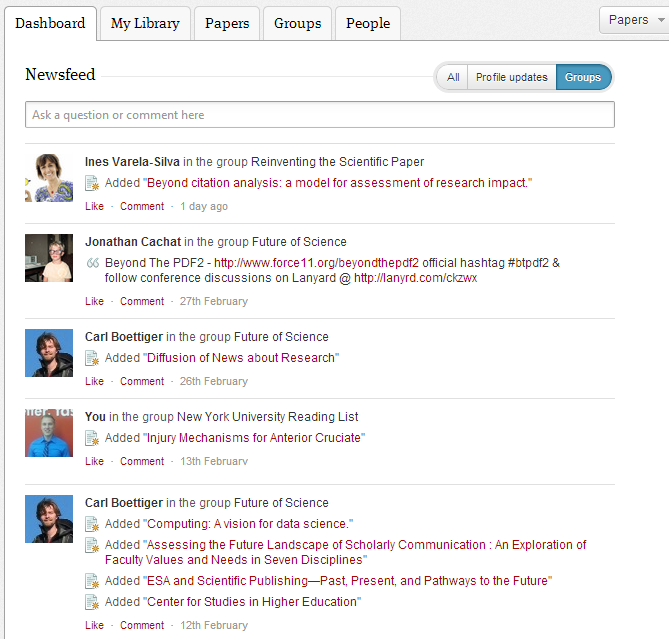 Dashboard My Library Papers Groups People Papers
Newsfeed All Profile updates Groups
Ask a question or comment here
Ines Varela-Silva in the group Reinventing the Scientific Paper
Added "Beyond citation analysis: a model for assessment of research impact."
Like · Comment · 1 day ago
Jonathan Cachat in the group Future of Science
Beyond The PDF2 - http://www.force11.org/beyondthepdf2 official hashtag #btpdf2 &
follow conference discussions on Lanyard @ http://lanyrd.com/ckzwx
Like · Comment · 27th February
Carl Boettiger in the group Future of Science
Added "Diffusion of News about Research"
Like · Comment · 26th February
You in the group New York University Reading List
Added "Injury Mechanisms for Anterior Cruciate"
Like · Comment · 13th February
Carl Boettiger in the group Future of Science
Added "Computing: A vision for data science."
Added "Assessing the Future Landscape of Scholarly Communication : An Exploration of
Faculty Values and Needs in Seven Disciplines"
Added "ESA and Scientific Publishing—Past, Present, and Pathways to the Future"
Added "Center for Studies in Higher Education"
Like · Comment · 12th February